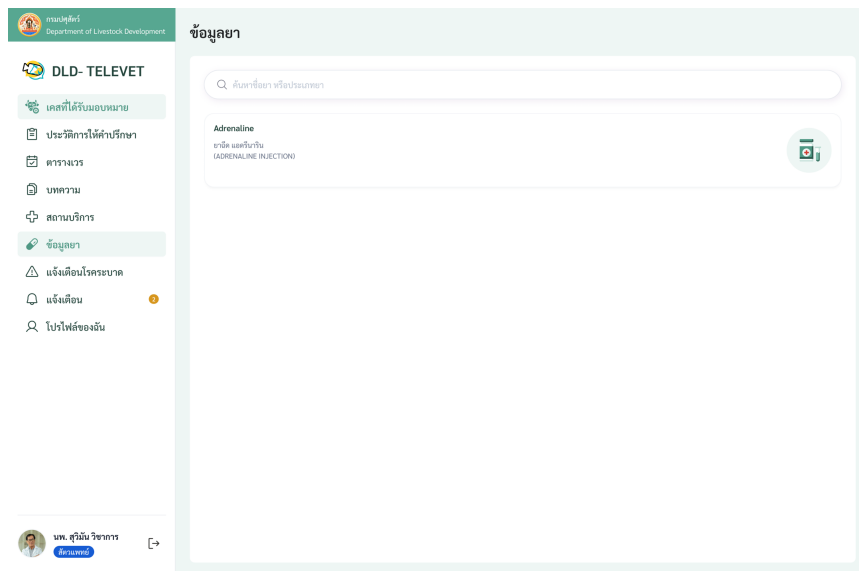 กรมปศุสัตว์
Department of Livestock Development
DLD- TELEVET
เคสที่ได้รับมอบหมาย
ประวัติการให้คำปรึกษา
ตารางเวร
บทความ
สถานบริการ
ข้อมูลยา
แจ้งเตือนโรคระบาด
แจ้งเตือน
2
โปรไฟล์ของฉัน
นพ. สุวิมัน วิชาการ
สัตวแพทย์
ข้อมูลยา
ค้นหาชื่อยา หรือประเภทยา
Adrenaline
ยาฉีด แอดรีนาริน
(ADRENALINE INJECTION)